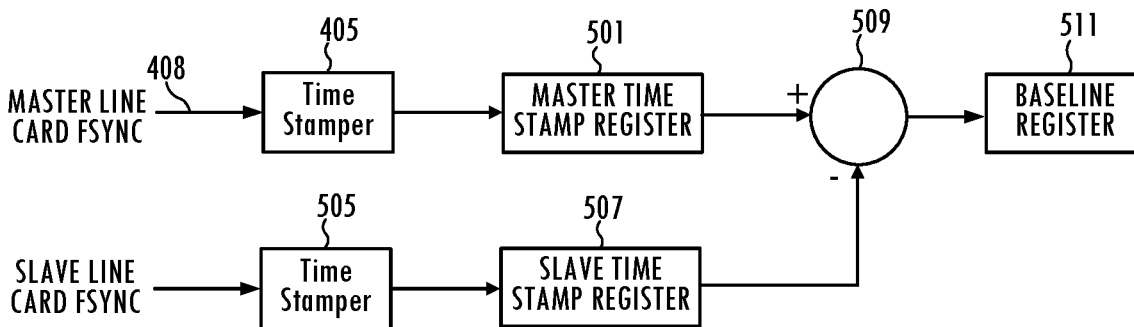 405
501
509
511
408
MASTER LINE
CARD FSYNC
Time
Stamper
MASTER TIME
STAMP REGISTER
+
BASELINE
REGISTER
-
505
507
SLAVE LINE
CARD FSYNC
Time
Stamper
SLAVE TIME
STAMP REGISTER